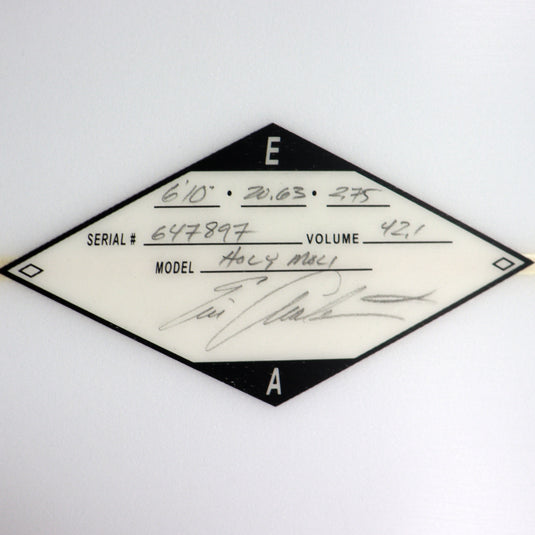 E
6'10" • 20.63 • 2.75
SERIAL # 647897 VOLUME 42.1
MODEL HOLY MOLI
A